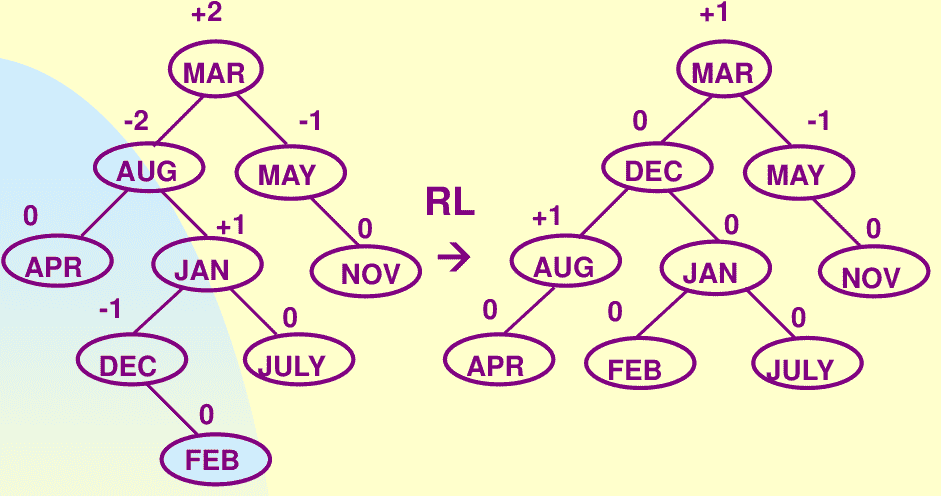 +2 +1
MAR MAR
-2 -1 0 -1
AUG MAY DEC MAY
RL
0 +1 0 +1 0 0
→
APR JAN NOV AUG JAN NOV
-1 0 0 0 0
DEC JULY APR FEB JULY
0
FEB